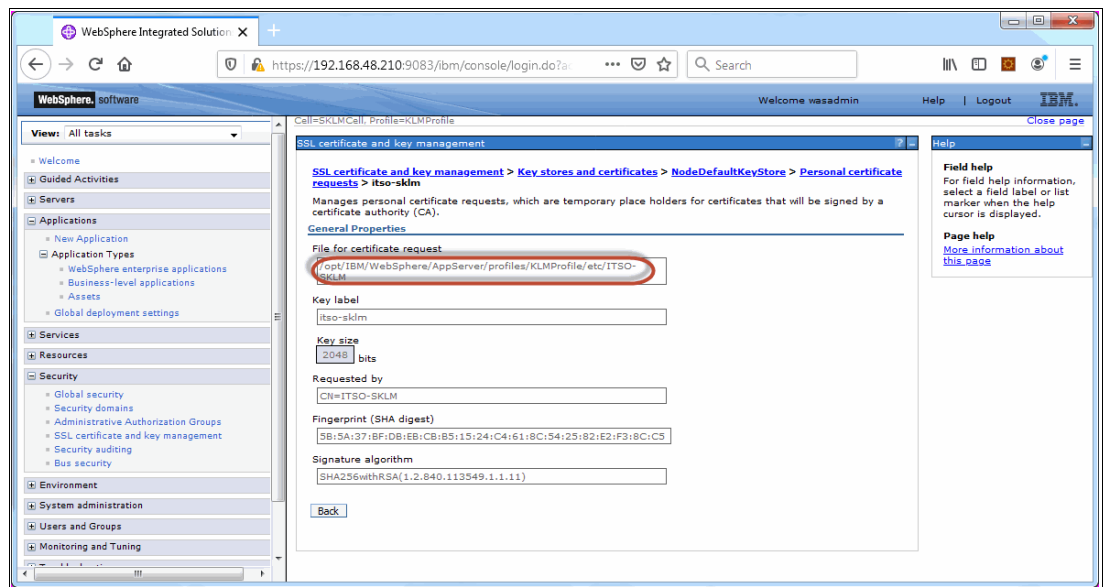 WebSphere Integrated Solution
https://192.168.48.210:9083/ibm/console/login.do?a
Search
WebSphere. software
Welcome wasadmin
Help | Logout
IBM.
Cell=SKLMCell, Profile=KLMProfile
Close page
View: All tasks
Welcome
Guided Activities
Servers
Applications
New Application
Application Types
WebSphere enterprise applications
Business-level applications
Assets
Global deployment settings
Services
Resources
Security
Global security
Security domains
Administrative Authorization Groups
SSL certificate and key management
Security auditing
Bus security
Environment
System administration
Users and Groups
Monitoring and Tuning
SSL certificate and key management
SSL certificate and key management > Key stores and certificates > NodeDefaultKeyStore > Personal certificate
requests > itso-sklm
Manages personal certificate requests, which are temporary place holders for certificates that will be signed by a
certificate authority (CA).
General Properties
File for certificate request
/opt/IBM/WebSphere/AppServer/profiles/KLMProfile/etc/ITSO-
SKLM
Key label
itso-sklm
Key size
2048 bits
Requested by
CN=ITSO-SKLM
Fingerprint (SHA digest)
5B:5A:37:BF:DB:EB:CB:B5:15:24:C4:61:8C:54:25:82:E2:F3:8C:C5
Signature algorithm
SHA256withRSA(1.2.840.113549.1.1.11)
Back
Help
Field help
For field help information,
select a field label or list
marker when the help
cursor is displayed.
Page help
More information about
this page